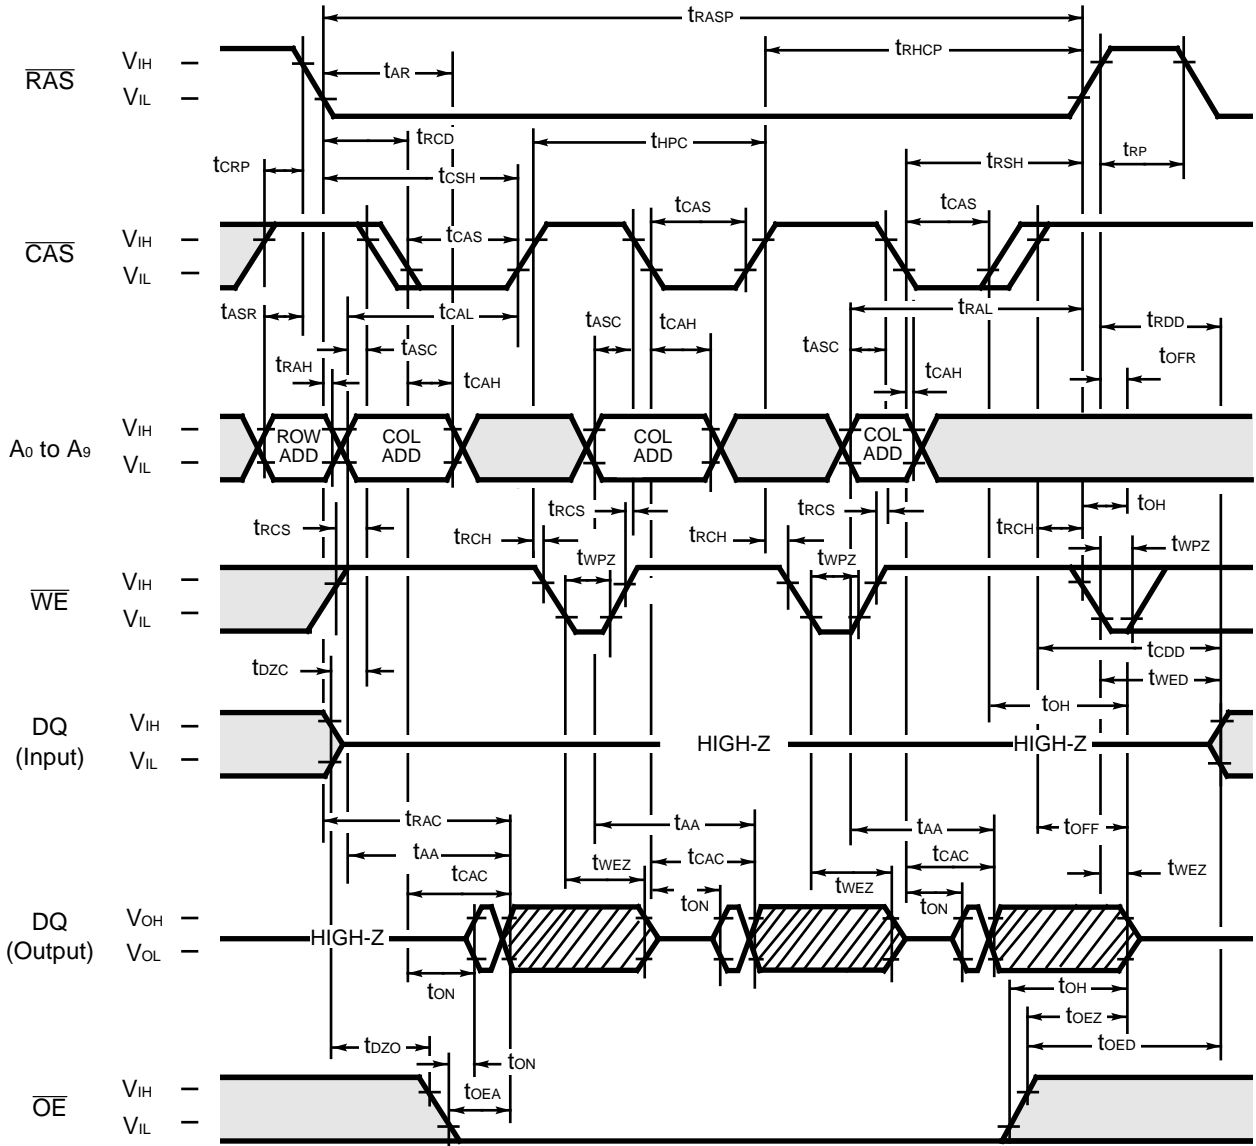 tRASP
tRHCP
VIH
RAS
tAR
VIL
tRCD
tHPC
tCRP
tRSH
tRP
tCSH
tCAS
tCAS
VIH
tCAS
CAS
VIL
tASR
tCAL
tRAL
tASC
tCAH
tRDD
tASC
tASC
tOFR
tRAH
tCAH
tCAH
VIH
ROW ADD
COL ADD
COL ADD
COL ADD
A0 to A9
VIL
tRCS
tRCS
tOH
tRCS
tRCH
tRCH
tRCH
tWPZ
tWPZ
tWPZ
VIH
WE
VIL
tCDD
tDZC
tWED
tOH
VIH
DQ
(Input)
HIGH-Z
HIGH-Z
VIL
tRAC
tAA
tAA
tOFF
tAA
tCAC
tCAC
tCAC
tWEZ
tWEZ
tWEZ
tON
tON
VOH
DQ
(Output)
HIGH-Z
VOL
tON
tOH
tOEZ
tDZO
tON
tOED
tOEA
VIH
OE
VIL